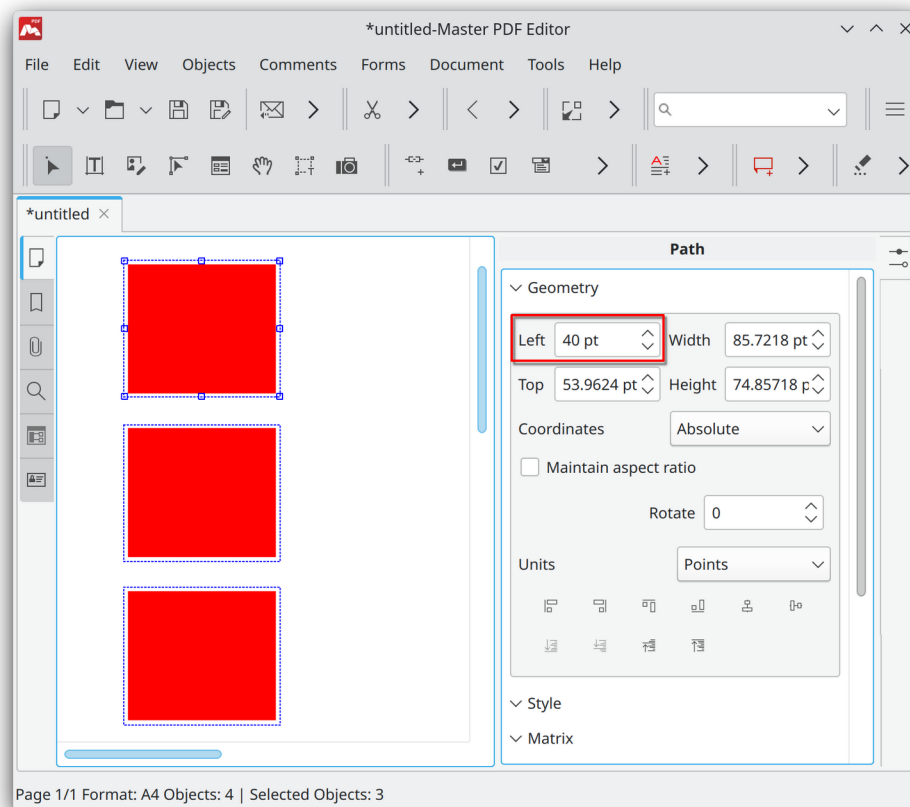 PDF
*untitled-Master PDF Editor
File Edit View Objects Comments Forms Document Tools Help
*untitled
Path
Geometry
Left 40 pt Width 85.7218 pt
Top 53.9624 pt Height 74.85718 p
Coordinates Absolute
Maintain aspect ratio
Rotate 0
Units Points
Style
Matrix
Page 1/1 Format: A4 Objects: 4 | Selected Objects: 3